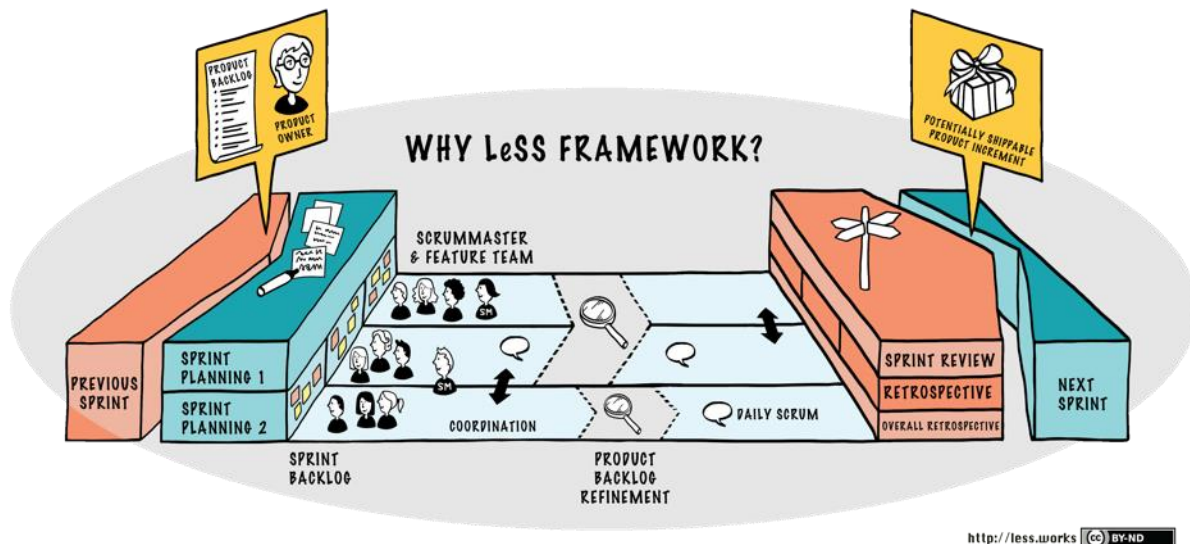 PRODUCT
BACKLOG
PRODUCT
OWNER
WHY LeSS FRAMEWORK?
POTENTIALLY SHIPPABLE
PRODUCT INCREMENT
SCRUMMASTER
& FEATURE TEAM
SM
SM
PREVIOUS
SPRINT
SPRINT
PLANNING 1
SPRINT
PLANNING 2
COORDINATION
DAILY SCRUM
SPRINT
BACKLOG
PRODUCT
BACKLOG
REFINEMENT
SPRINT REVIEW
RETROSPECTIVE
OVERALL RETROSPECTIVE
NEXT
SPRINT
http://less.works (cc) BY-ND